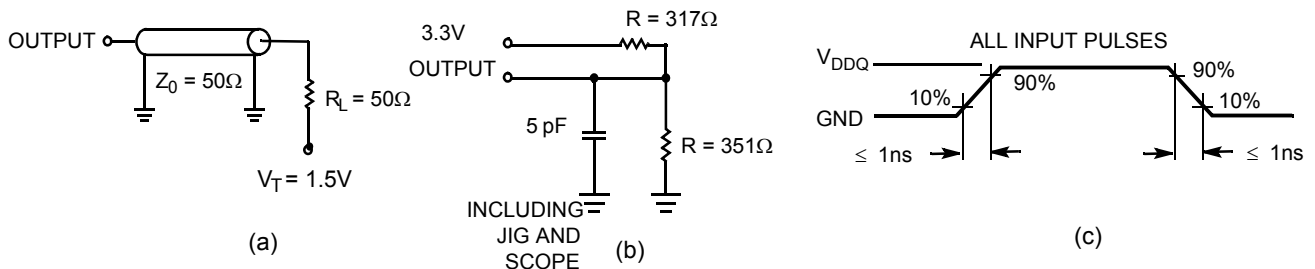 OUTPUT
Z0 = 50Ω
RL = 50Ω
VT = 1.5V
(a)
R = 317Ω
3.3V
OUTPUT
5 pF
R = 351Ω
INCLUDING
JIG AND
SCOPE
(b)
ALL INPUT PULSES
VDDQ
90%
90%
10%
10%
GND
≤ 1ns
≤ 1ns
(c)